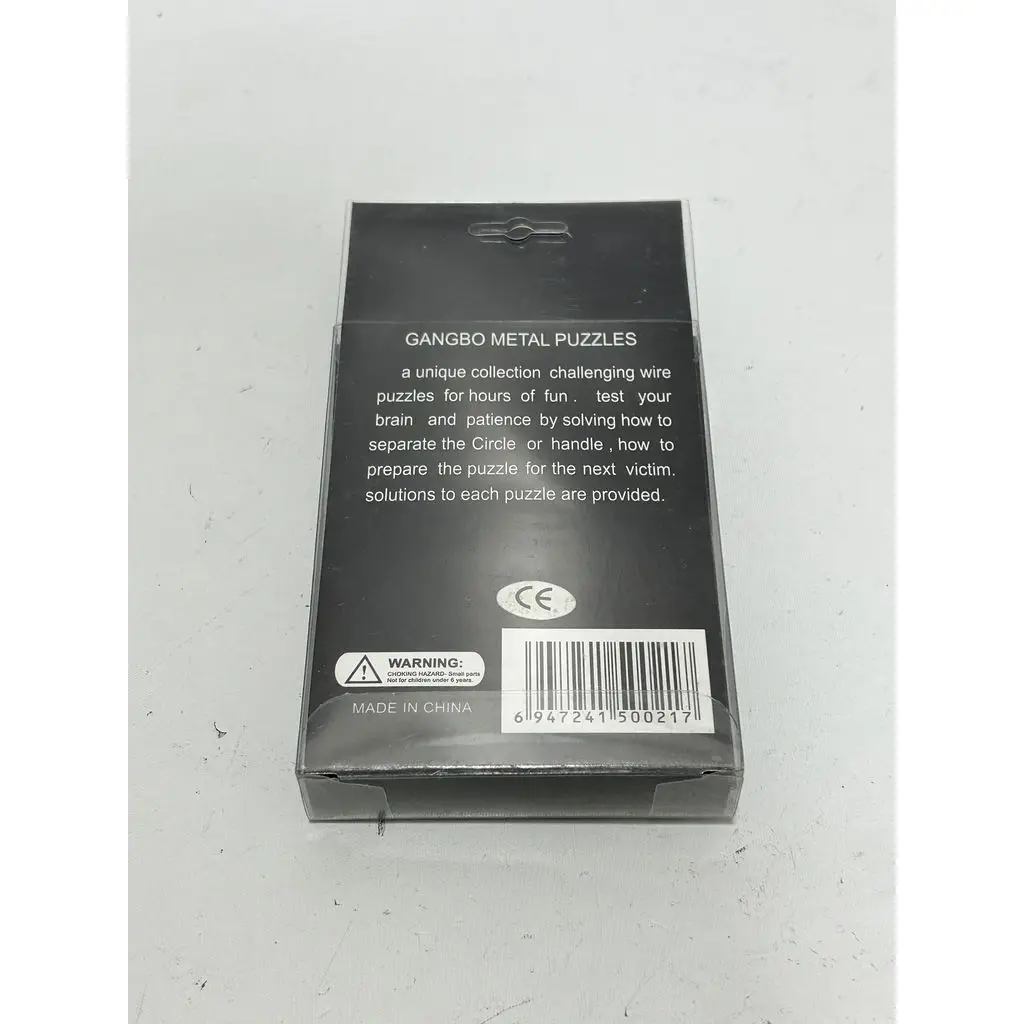 GANGBO METAL PUZZLES
a unique collection challenging wire
puzzles for hours of fun . test your
brain and patience by solving how to
separate the Circle or handle , how to
prepare the puzzle for the next victim.
solutions to each puzzle are provided.
CE
WARNING:
CHOKING HAZARD- Small parts
Not for children under 6 years.
MADE IN CHINA
6 947241 500217